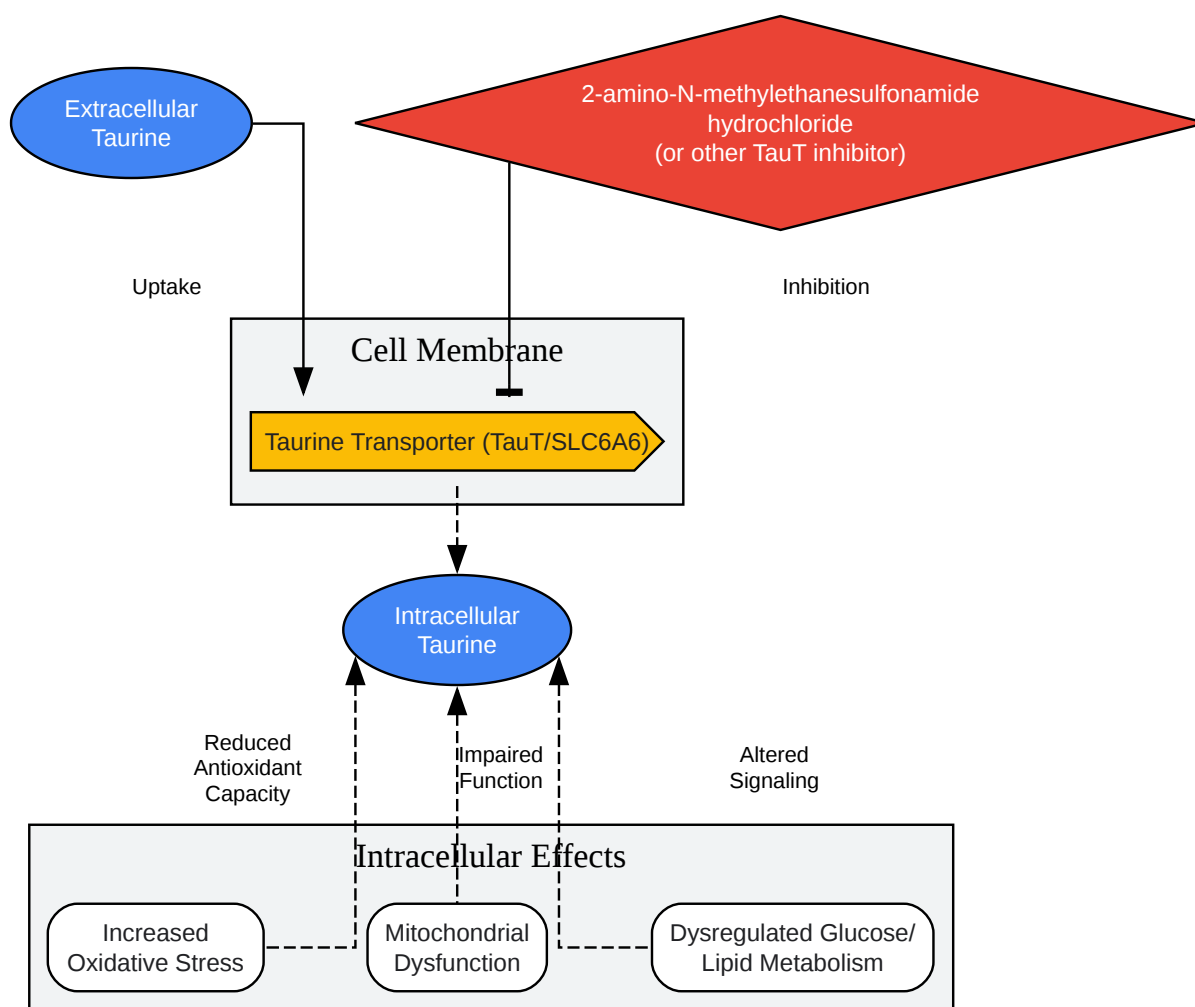 Extracellular
Taurine
2-amino-N-methylethanesulfonamide
hydrochloride
(or other TauT inhibitor)
Uptake
Inhibition
Cell Membrane
Taurine Transporter (TauT/SLC6A6)
Intracellular
Taurine
Reduced
Antioxidant
Capacity
Impaired
Function
Altered
Signaling
Intracellular Effects
Increased
Oxidative Stress
Mitochondrial
Dysfunction
Dysregulated Glucose/
Lipid Metabolism